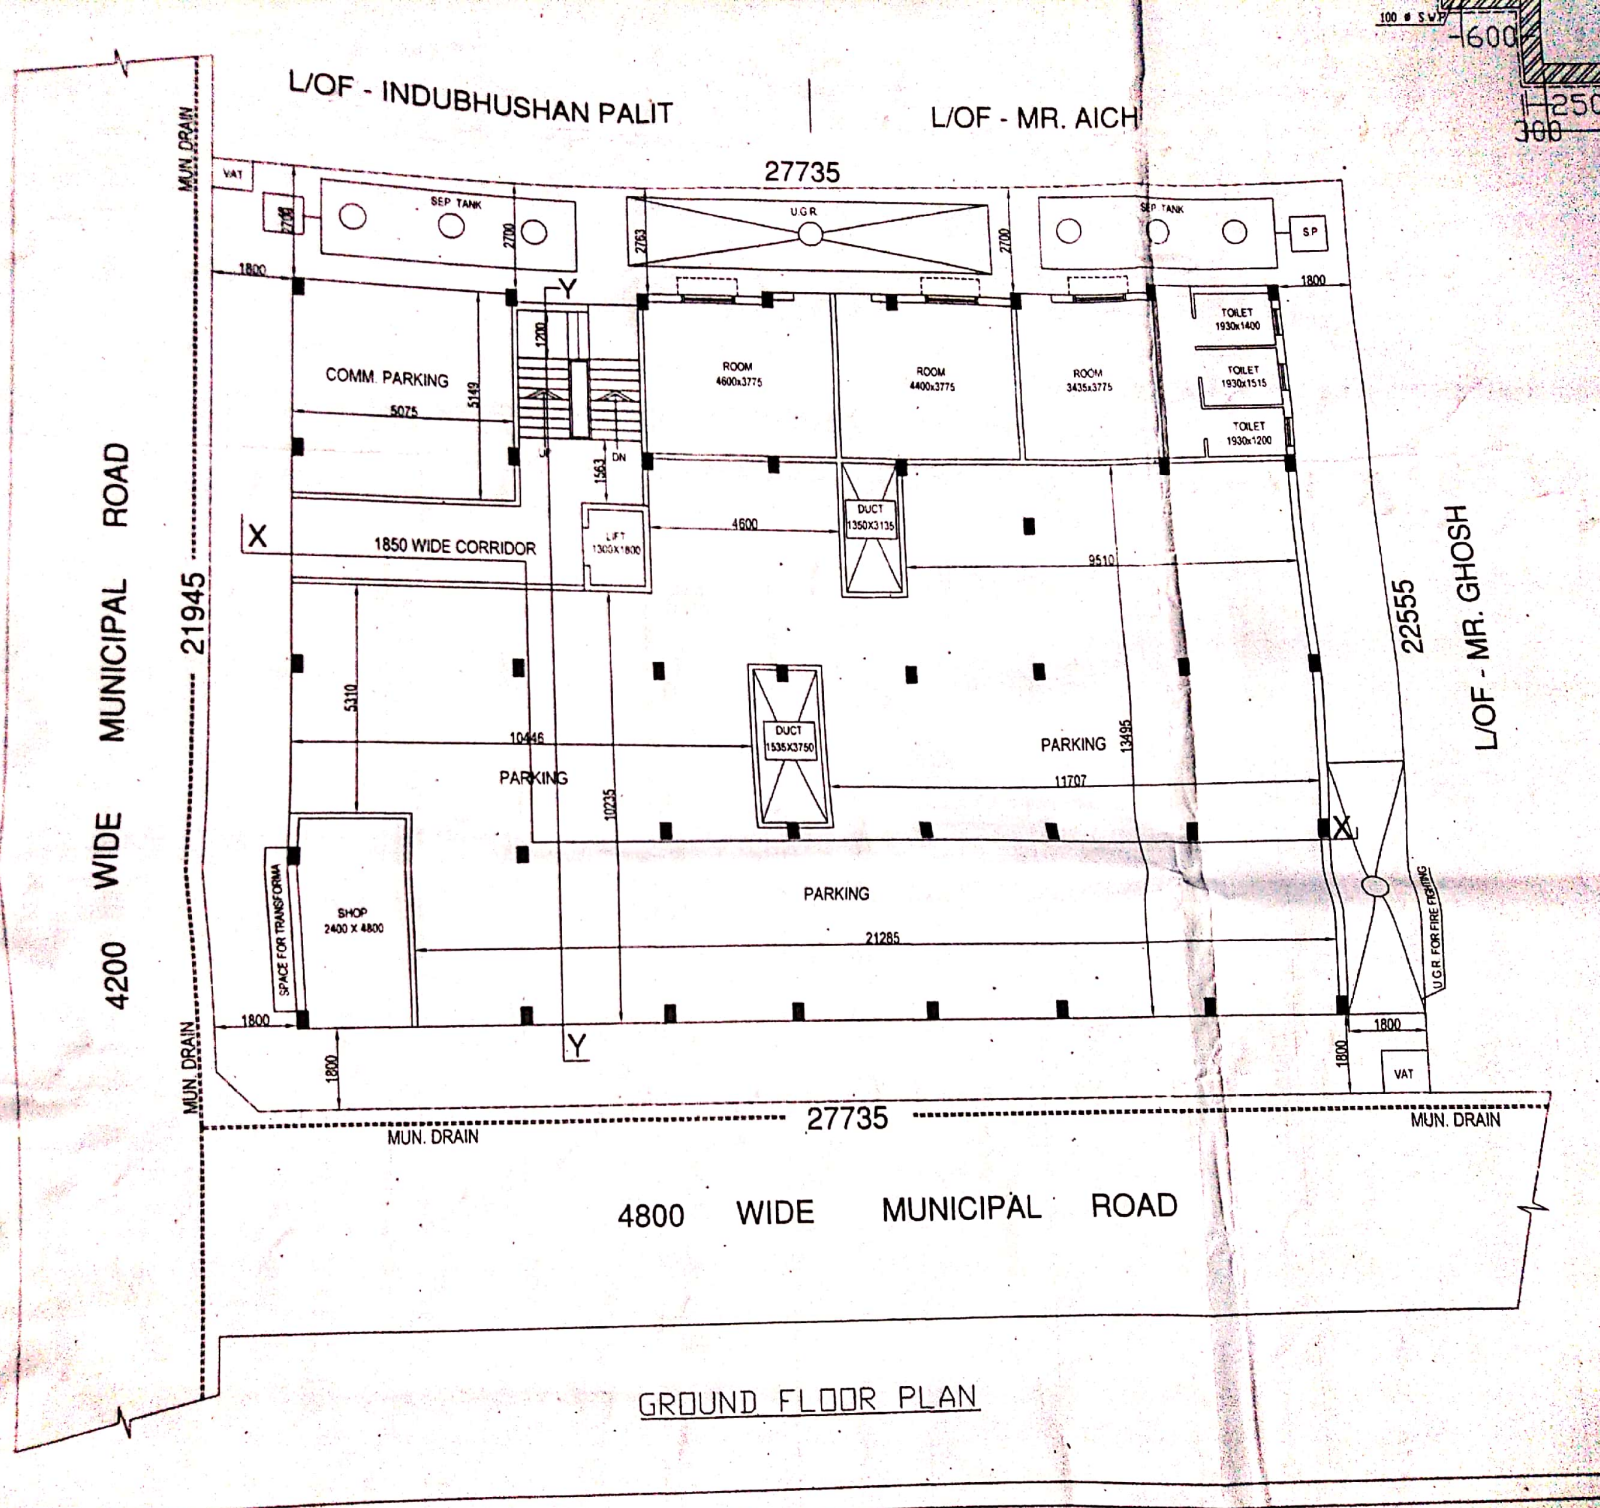 100 ø S.W.P
600
250
300
L/OF - INDUBHUSHAN PALIT
L/OF - MR. AICH
27735
MUN. DRAIN
VAT
2700
SEP TANK
2700
2763
U.G.R.
2700
SEP TANK
SP
1800
1800
Y
1200
COMM. PARKING
5149
5075
ROOM
4600x3775
ROOM
4400x3775
ROOM
3435x3775
TOILET
1930x1400
TOILET
1930x1515
TOILET
1930x1200
DN
1563
X
1850 WIDE CORRIDOR
LIFT
1300X1800
4600
DUCT
1350X3135
9510
4200 WIDE MUNICIPAL ROAD
21945
22555
L/OF - MR. GHOSH
5310
10446
PARKING
10235
DUCT
1535X3750
PARKING
13495
11707
X
SPACE FOR TRANSFORMA
SHOP
2400 X 4800
PARKING
21285
U.G.R. FOR FIRE FIGHTING
1800
1800
Y
1800
1800
VAT
MUN. DRAIN
27735
MUN. DRAIN
MUN. DRAIN
4800 WIDE MUNICIPAL ROAD
GROUND FLOOR PLAN